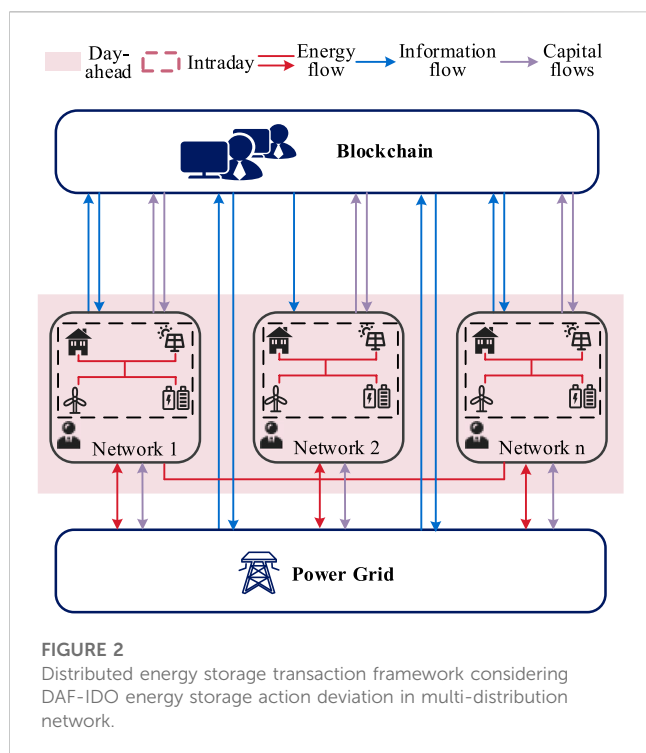 Day-ahead
Intraday
Energy flow
Information flow
Capital flows
Blockchain
Network 1
Network 2
Network n
Power Grid
FIGURE 2
Distributed energy storage transaction framework considering
DAF-IDO energy storage action deviation in multi-distribution
network.